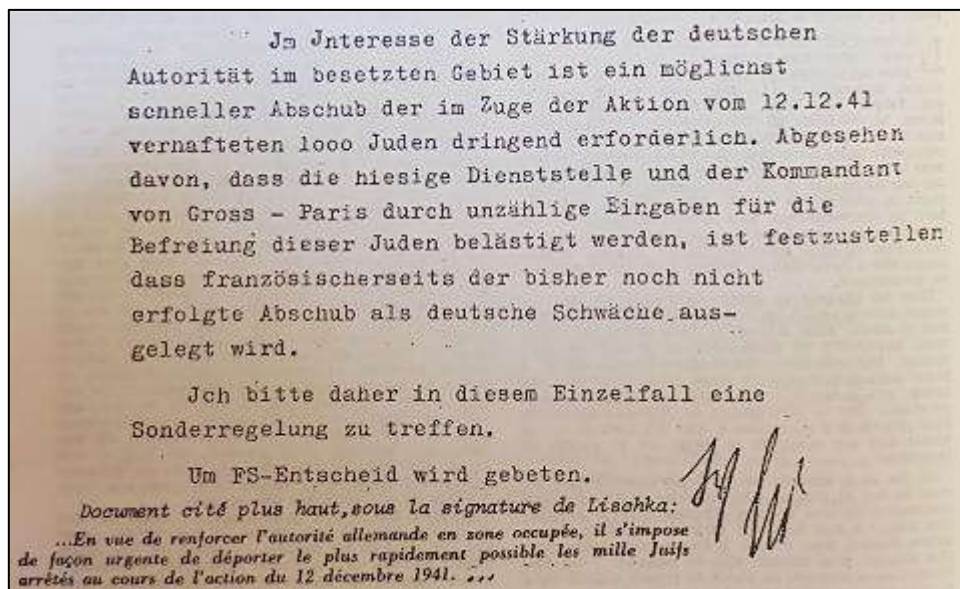 Jm Jnteresse der Stärkung der deutschen
Autorität im besetzten Gebiet ist ein möglichst
scnneller Abschub der im Zuge der Aktion vom 12.12.41
vernafteten looo Juden dringend erforderlich. Abgesehen
davon, dass die hiesige Dienststelle und der Kommandant
von Gross - Paris durch unzählige Eingaben für die
Befreiung dieser Juden belästigt werden, ist festzustellen
dass französischerseits der bisher noch nicht
erfolgte Abschub als deutsche Schwäche aus-
gelegt wird.
Jch bitte daher in diesem Einzelfall eine
Sonderregelung zu treffen.
Um FS-Entscheid wird gebeten.
Document cité plus haut, sous la signature de Lischka:
...En vue de renforcer l'autorité allemande en zone occupée, il s'impose
de façon urgente de déporter le plus rapidement possible les mille Juifs
arrêtés au cours de l'action du 12 décembre 1941. ...